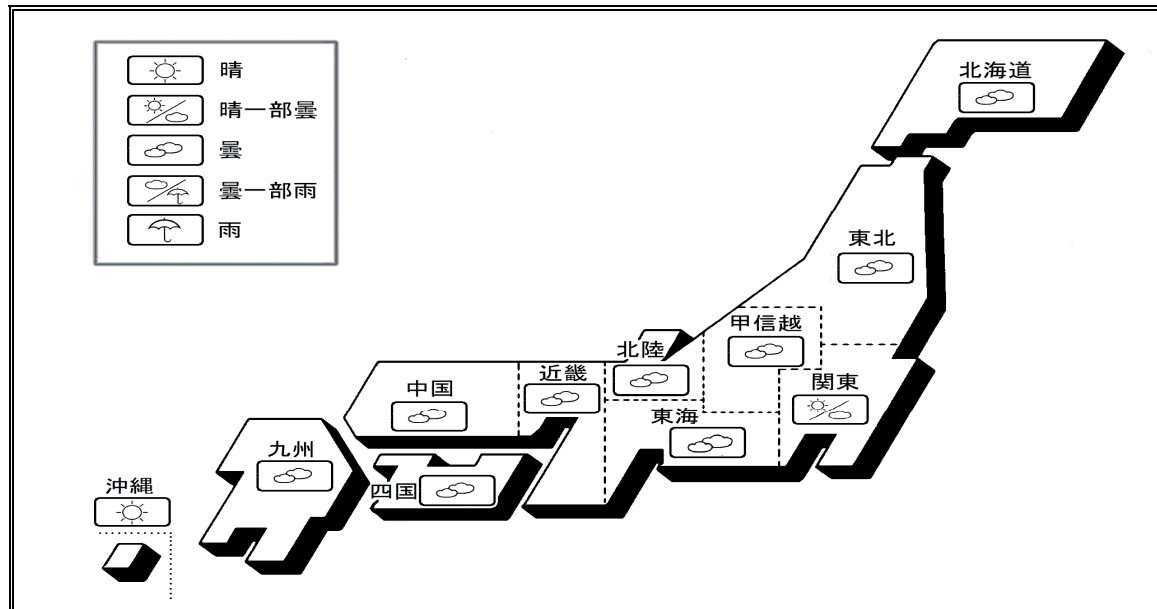 晴
晴一部曇
曇
曇一部雨
雨
北海道
東北
甲信越
北陸
関東
近畿
中国
東海
九州
四国
沖縄